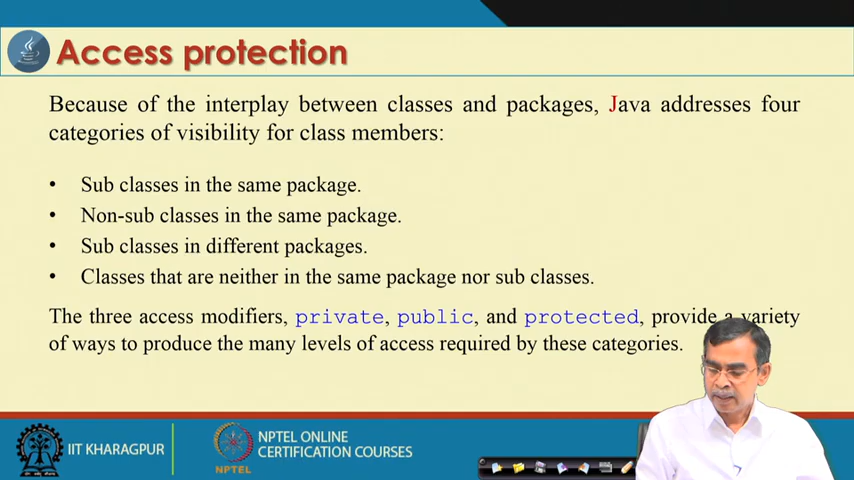 Access protection
Because of the interplay between classes and packages, Java addresses four
categories of visibility for class members:
• Sub classes in the same package.
• Non-sub classes in the same package.
• Sub classes in different packages.
• Classes that are neither in the same package nor sub classes.
The three access modifiers, private, public, and protected, provide a variety
of ways to produce the many levels of access required by these categories.
IIT KHARAGPUR
NPTEL
NPTEL ONLINE
CERTIFICATION COURSES